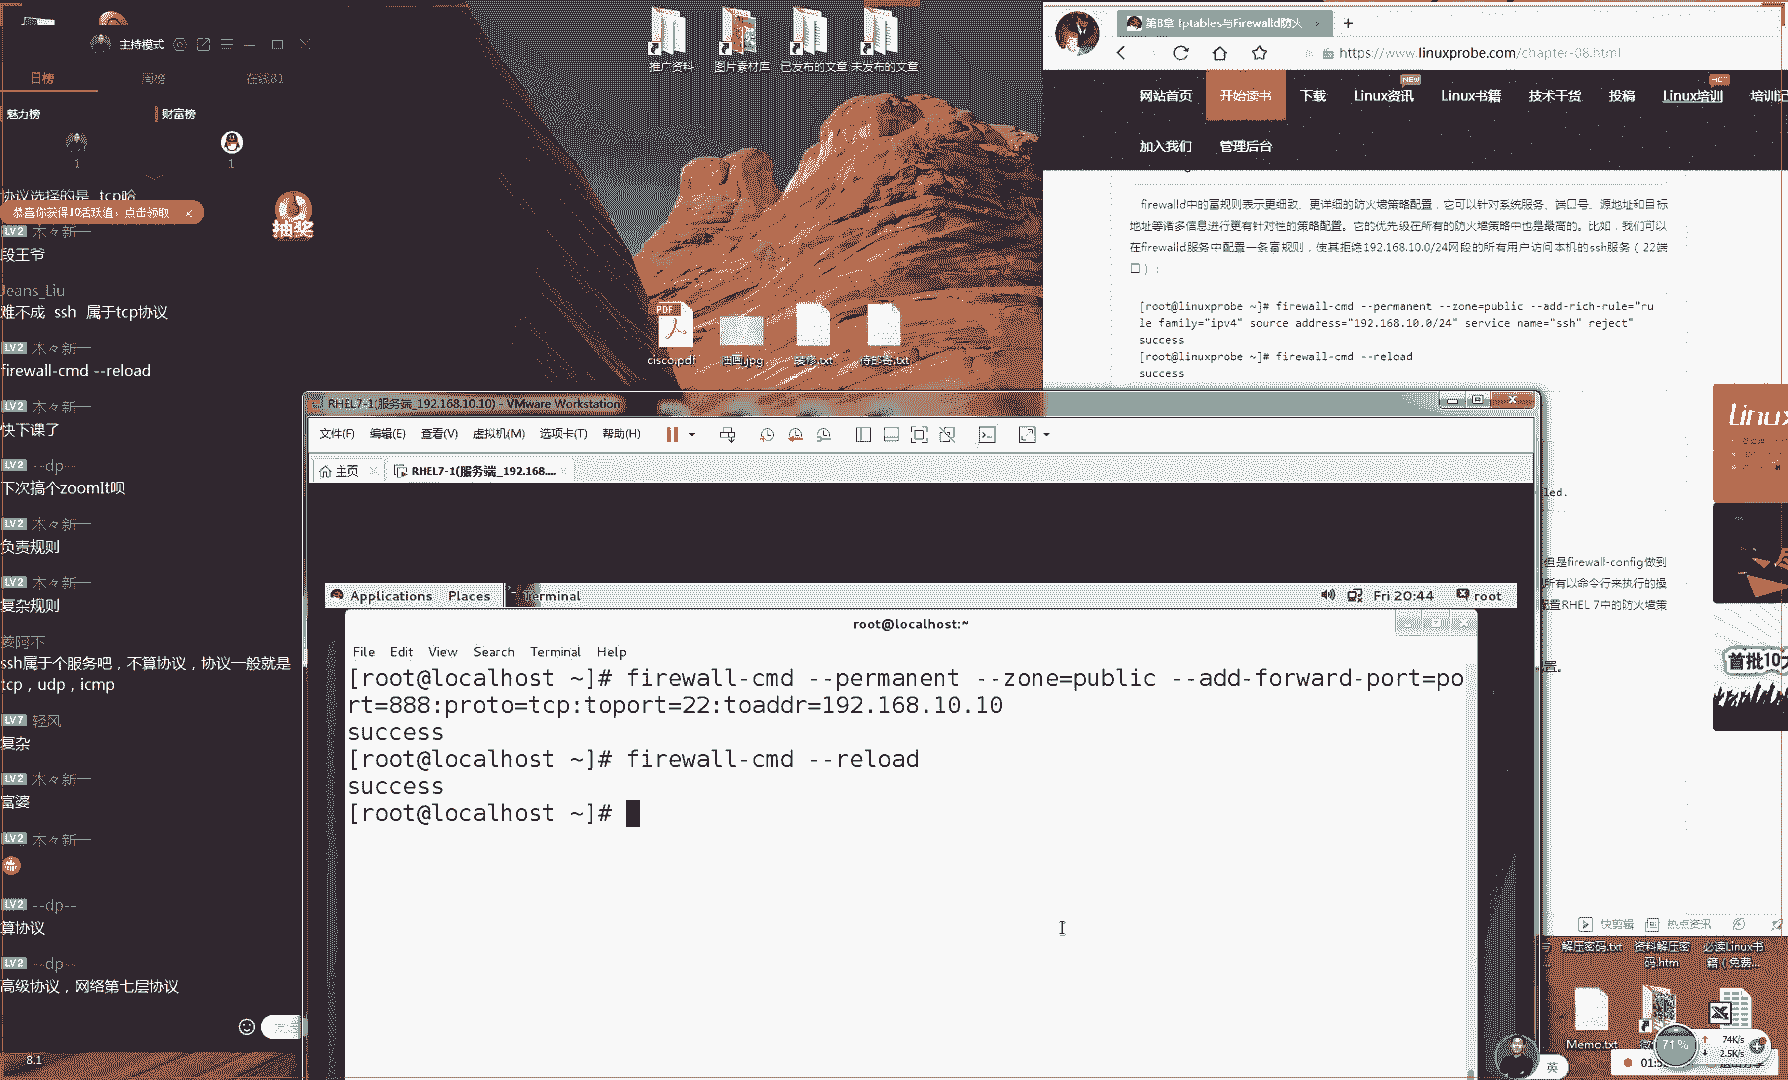 主持模式
日榜
周榜
在线81
魅力榜
财富榜
1
1
协议选择的是 tcp哈
恭喜你获得10活跃值，点击领取
抽奖
LV2 木々新一
段王爷
Jeans_Liu
难不成 ssh 属于tcp协议
LV2 木々新一
firewall-cmd --reload
LV2 木々新一
快下课了
LV2 --dp--
下次搞个zoomIt呗
LV2 木々新一
负责规则
LV2 木々新一
复杂规则
姜阿不
ssh属于个服务吧，不算协议，协议一般就是
tcp，udp，icmp
LV7 轻风
复杂
LV2 木々新一
富婆
LV2 木々新一
LV2 --dp--
算协议
LV2 --dp--
高级协议，网络第七层协议
8.1
推广资料
图片素材库
已发布的文章
未发布的文章
PDF
cisco.pdf
第8章 Iptables与Firewalld防火
https://www.linuxprobe.com/chapter-08.html
网站首页
开始读书
下载
Linux资讯
NEW
Linux书籍
技术干货
投稿
Linux培训
HOT
培训记
加入我们
管理后台
firewalld中的富规则表示更细致、更详细的防火墙策略配置，它可以针对系统服务、端口号、源地址和目标
地址等诸多信息进行更有针对性的策略配置。它的优先级在所有的防火墙策略中也是最高的。比如，我们可以
在firewalld服务中配置一条富规则，使其拒绝192.168.10.0/24网段的所有用户访问本机的ssh服务（22端
口）：
[root@linuxprobe ~]# firewall-cmd --permanent --zone=public --add-rich-rule="ru
le family="ipv4" source address="192.168.10.0/24" service name="ssh" reject"
success
[root@linuxprobe ~]# firewall-cmd --reload
success
led.
但是firewall-config做到
所有以命令行来执行的操
配置RHEL 7中的防火墙策
置。
Linux
首批10
RHEL7-1(服务端_192.168.10.10) - VMware Workstation
文件(F) 编辑(E) 查看(V) 虚拟机(M) 选项卡(T) 帮助(H)
主页
RHEL7-1(服务端_192.168....
Applications Places Terminal
Fri 20:44
root
root@localhost:~
File Edit View Search Terminal Help
[root@localhost ~]# firewall-cmd --permanent --zone=public --add-forward-port=po
rt=888:proto=tcp:toport=22:toaddr=192.168.10.10
success
[root@localhost ~]# firewall-cmd --reload
success
[root@localhost ~]#
快剪辑
热点资讯
解压密码.txt
资料解压密
码.htm
必读Linux书
籍（免费...
Memo.txt
71%
74K/s
2.5K/s
英